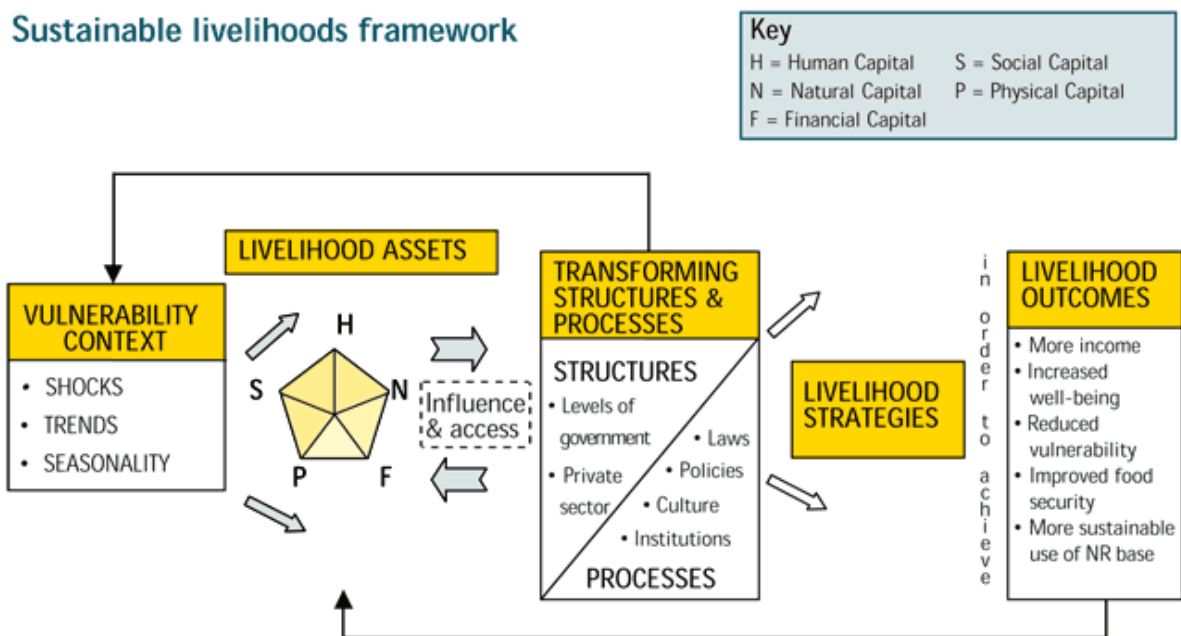 Sustainable livelihoods framework
Key
H = Human Capital
S = Social Capital
N = Natural Capital
P = Physical Capital
F = Financial Capital
LIVELIHOOD ASSETS
VULNERABILITY
CONTEXT
• SHOCKS
• TRENDS
• SEASONALITY
H
S
N
P
F
Influence
& access
TRANSFORMING
STRUCTURES &
PROCESSES
STRUCTURES
• Levels of
government
• Private
sector
• Laws
• Policies
• Culture
• Institutions
PROCESSES
LIVELIHOOD
STRATEGIES
in order to achieve
LIVELIHOOD
OUTCOMES
• More income
• Increased
well-being
• Reduced
vulnerability
• Improved food
security
• More sustainable
use of NR base